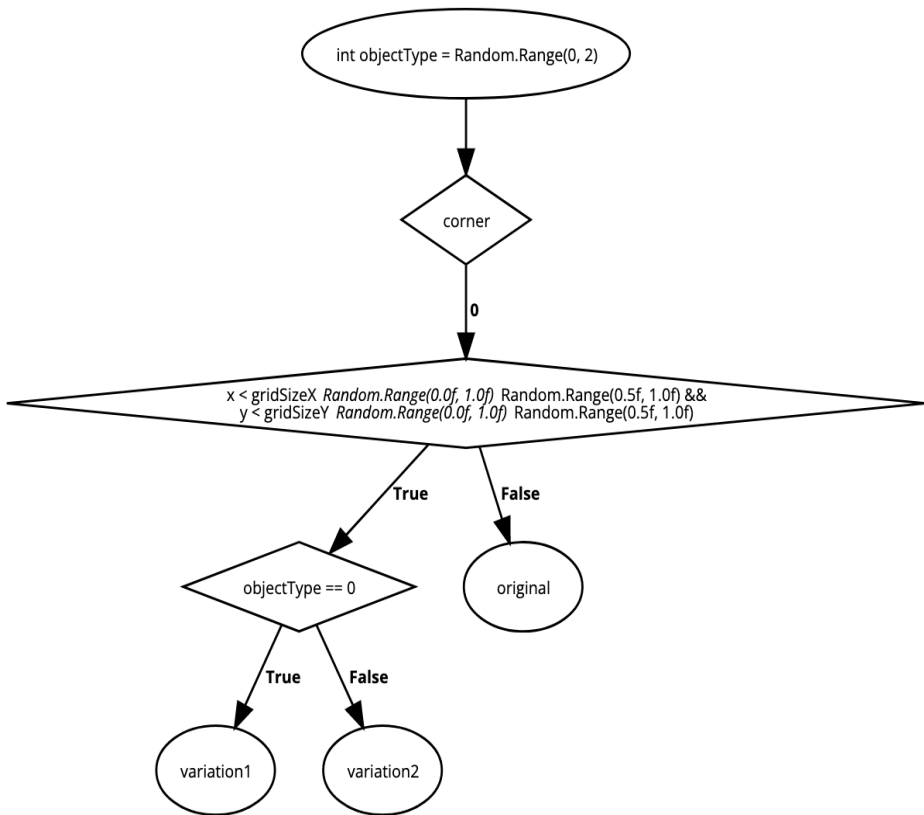 int objectType = Random.Range(0, 2)
corner
0
x < gridSizeX Random.Range(0.0f, 1.0f) Random.Range(0.5f, 1.0f) &&
y < gridSizeY Random.Range(0.0f, 1.0f) Random.Range(0.5f, 1.0f)
True
False
objectType == 0
original
True
False
variation1
variation2